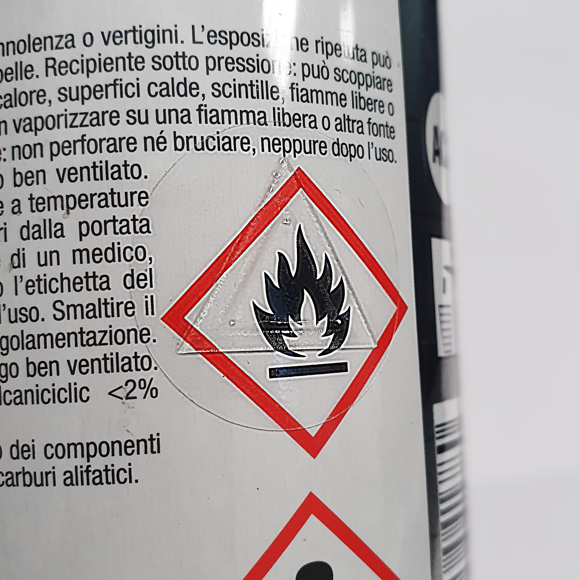 nnolenza o vertigini. L'esposizione ripetuta può
pelle. Recipiente sotto pressione: può scoppiare
calore, superfici calde, scintille, fiamme libere o
n vaporizzare su una fiamma libera o altra fonte
e: non perforare né bruciare, neppure dopo l'uso.
o ben ventilato.
e a temperature
ri dalla portata
e di un medico,
o l'etichetta del
l'uso. Smaltire il
golamentazione.
go ben ventilato.
lcaniciclic <2%
o dei componenti
carburi alifatici.